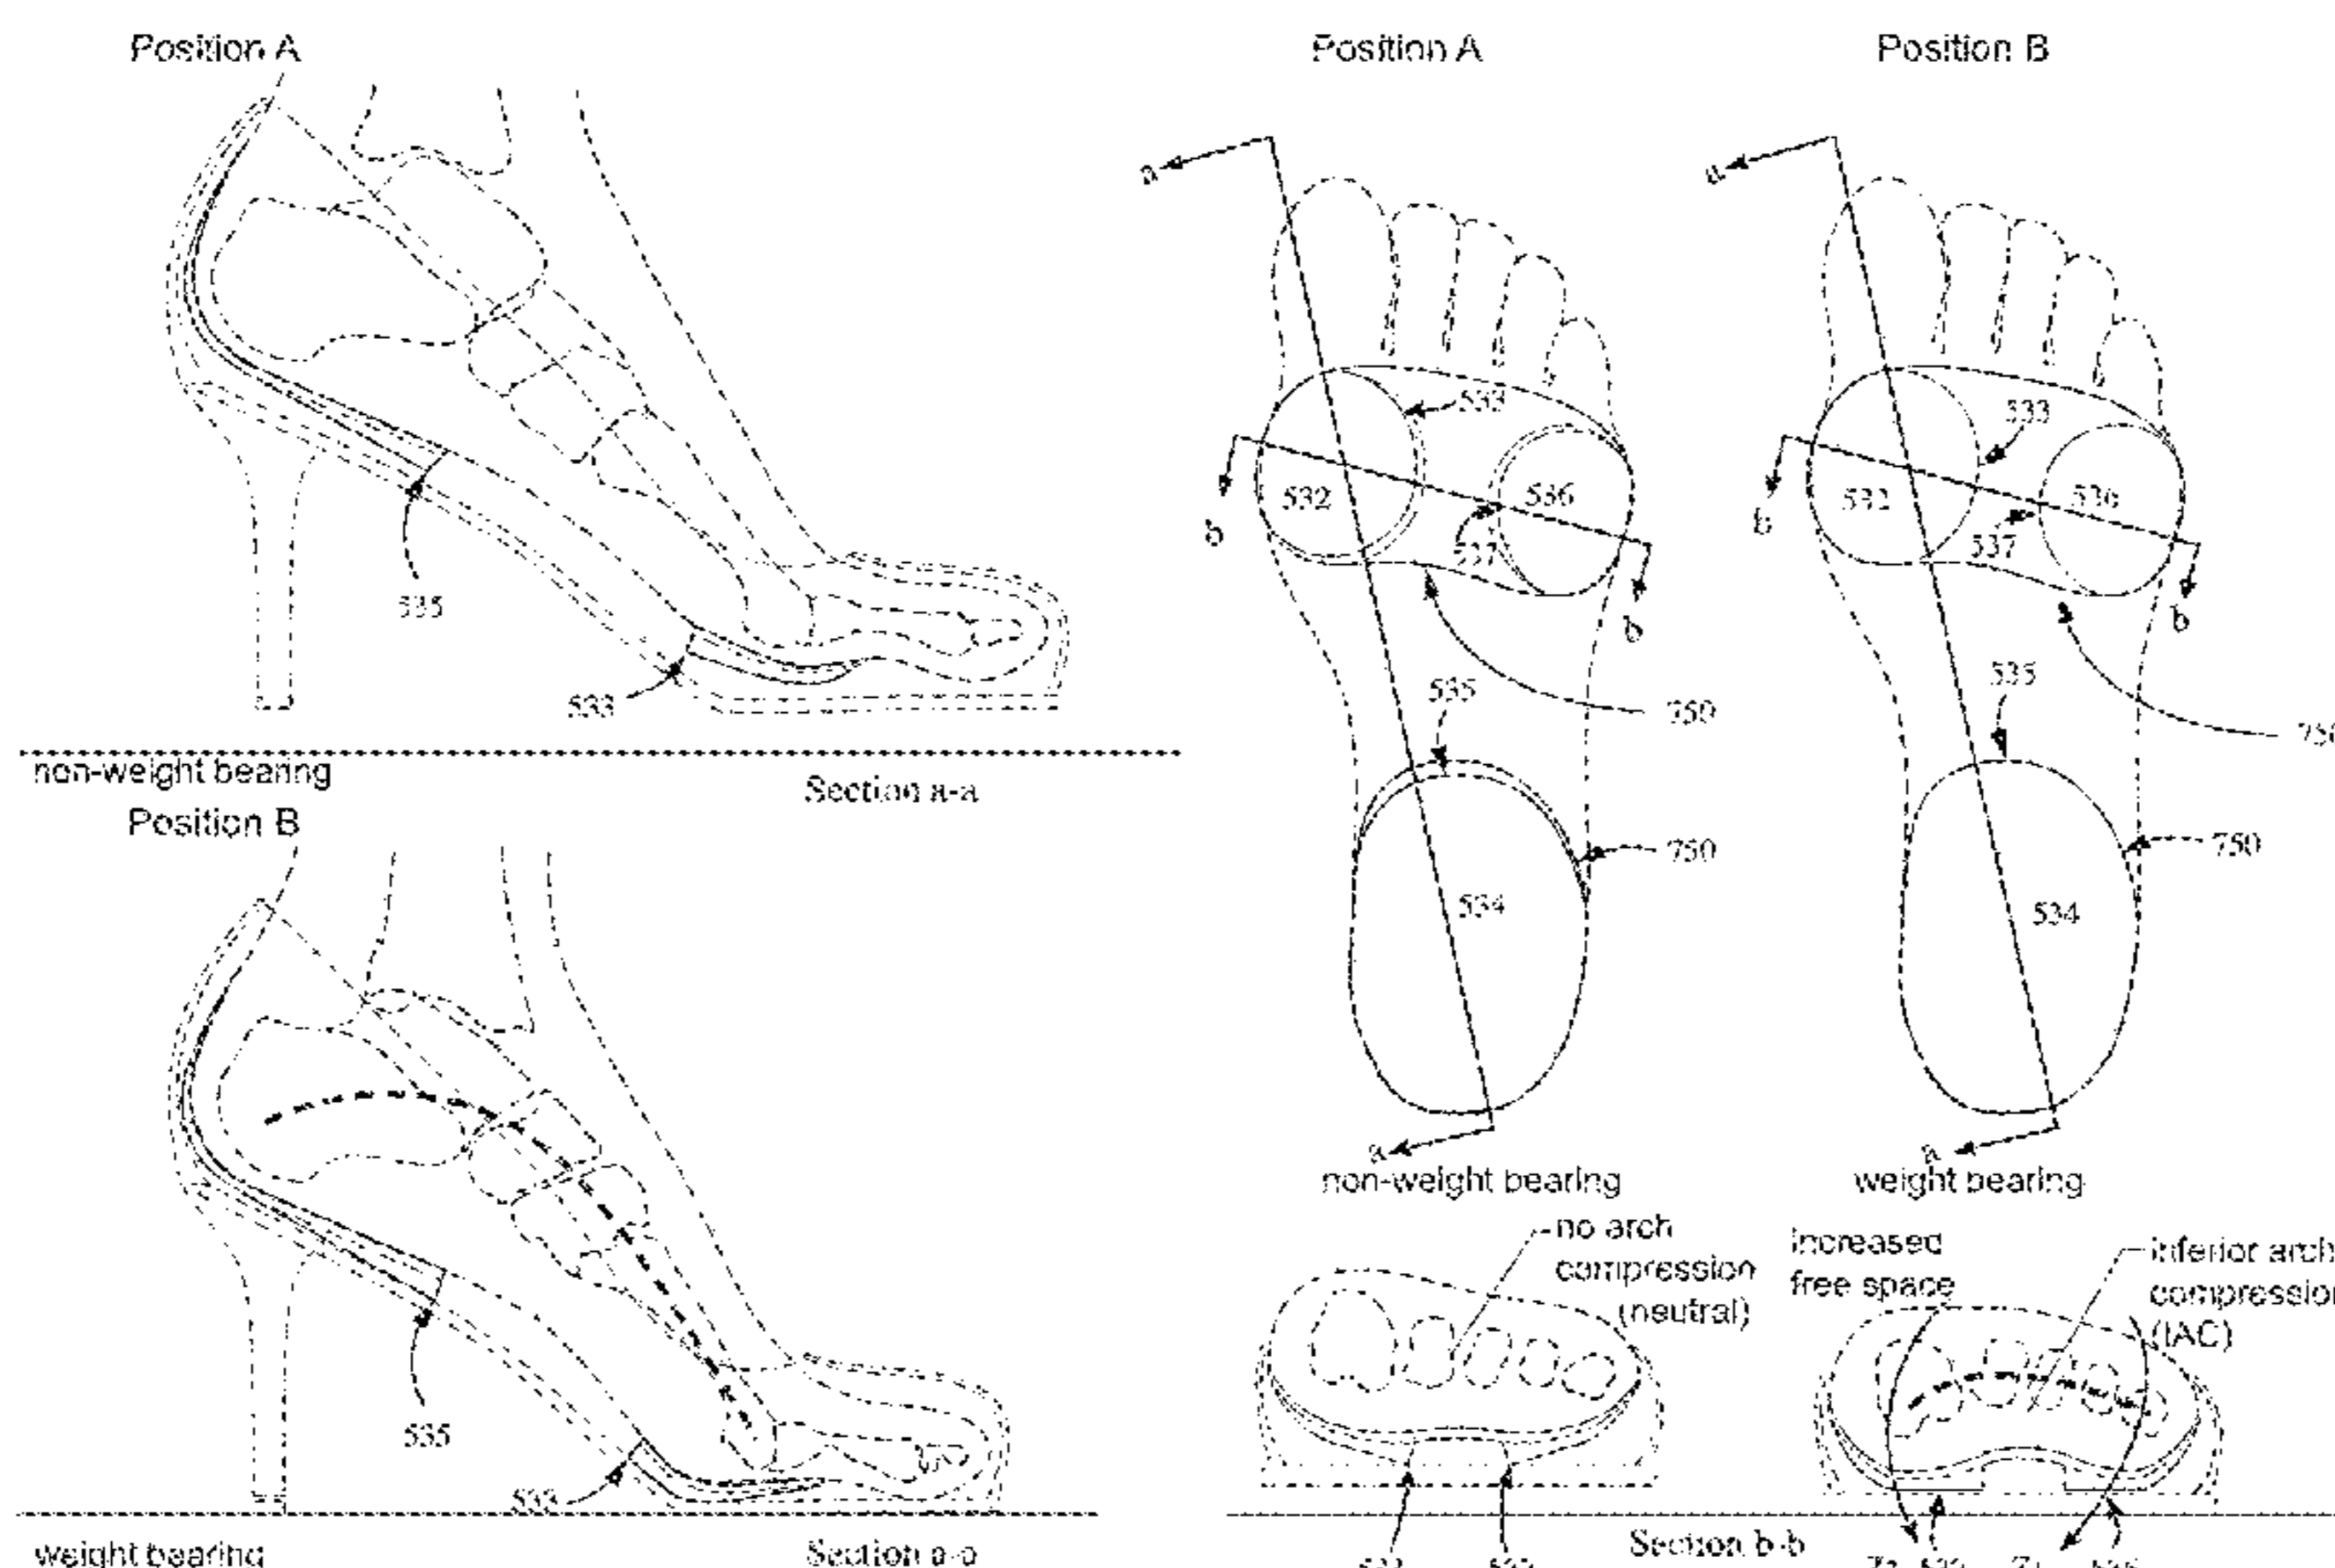 Position A
535
533
non-weight bearing
Section a-a
Position B
535
533
weight bearing
Section a-a
Position A
a
533
532
536
537
b
b
535
750
750
534
a
non-weight bearing
Position B
a
533
532
536
537
b
b
535
750
534
a
weight bearing
no arch
compression
(neutral)
increased
free space
inferior arch
compression
(IAC)
Section b-b